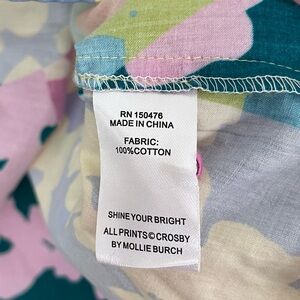 RN 150476
MADE IN CHINA
FABRIC:
100%COTTON
SHINE YOUR BRIGHT
ALL PRINTS © CROSBY
BY MOLLIE BURCH